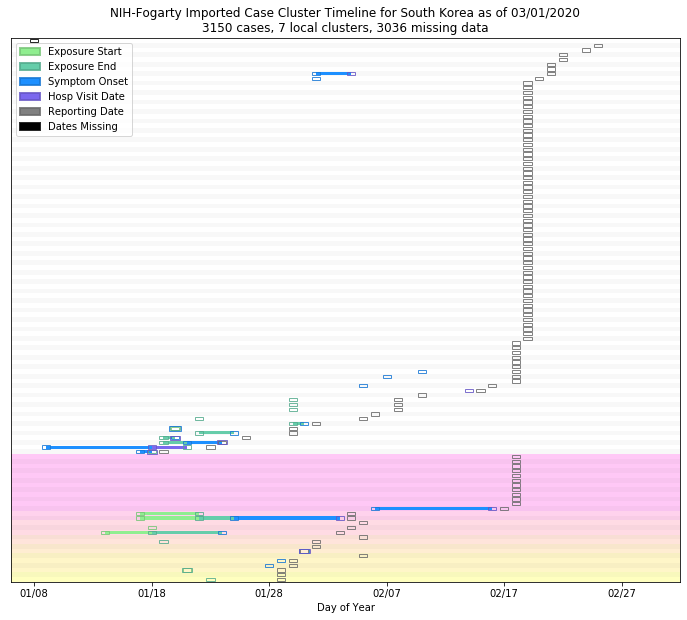 NIH-Fogarty Imported Case Cluster Timeline for South Korea as of 03/01/2020
3150 cases, 7 local clusters, 3036 missing data
Exposure Start
Exposure End
Symptom Onset
Hosp Visit Date
Reporting Date
Dates Missing
01/08 01/18 01/28 02/07 02/17 02/27
Day of Year